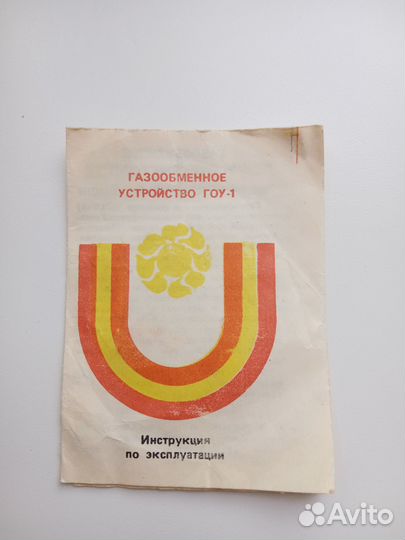 ГАЗООБМЕННОЕ
УСТРОЙСТВО ГОУ-1
Инструкция
по эксплуатации
Avito